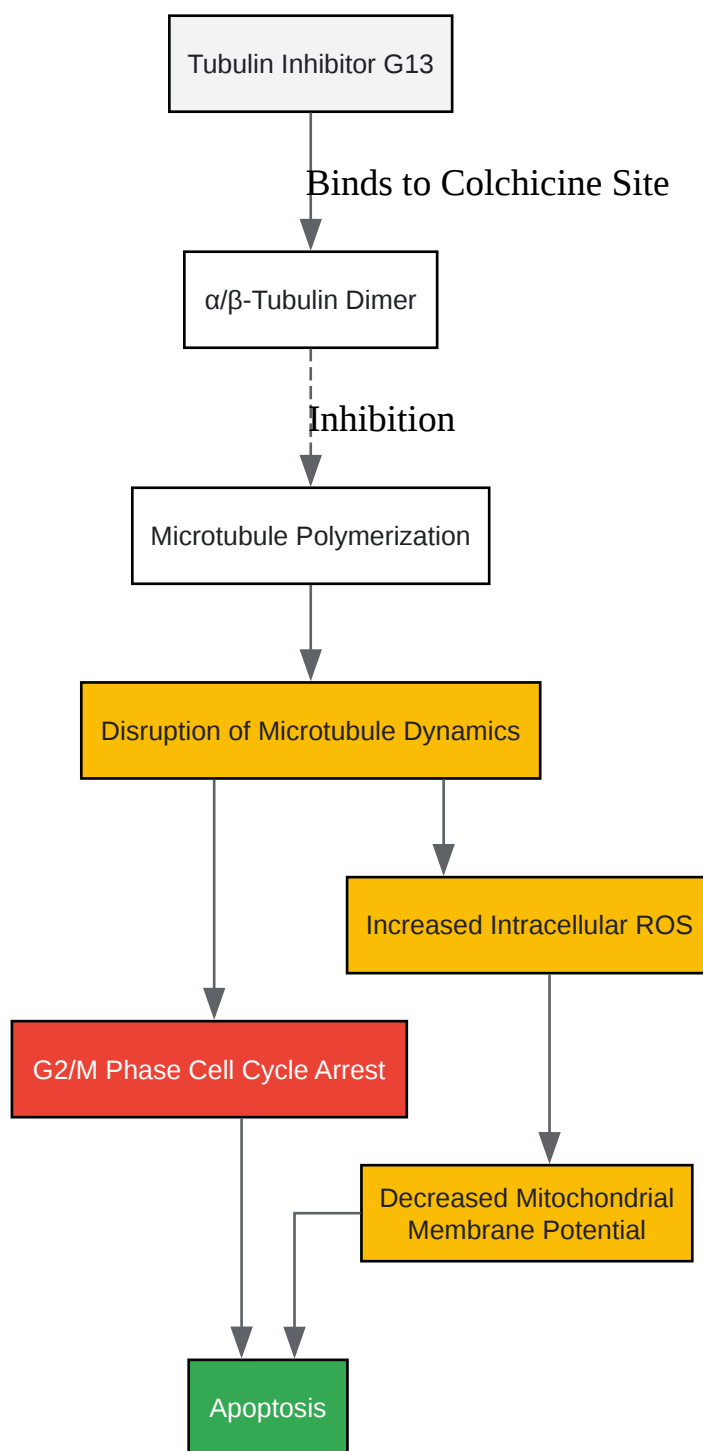 Tubulin Inhibitor G13
Binds to Colchicine Site
α/β-Tubulin Dimer
Inhibition
Microtubule Polymerization
Disruption of Microtubule Dynamics
Increased Intracellular ROS
G2/M Phase Cell Cycle Arrest
Decreased Mitochondrial
Membrane Potential
Apoptosis